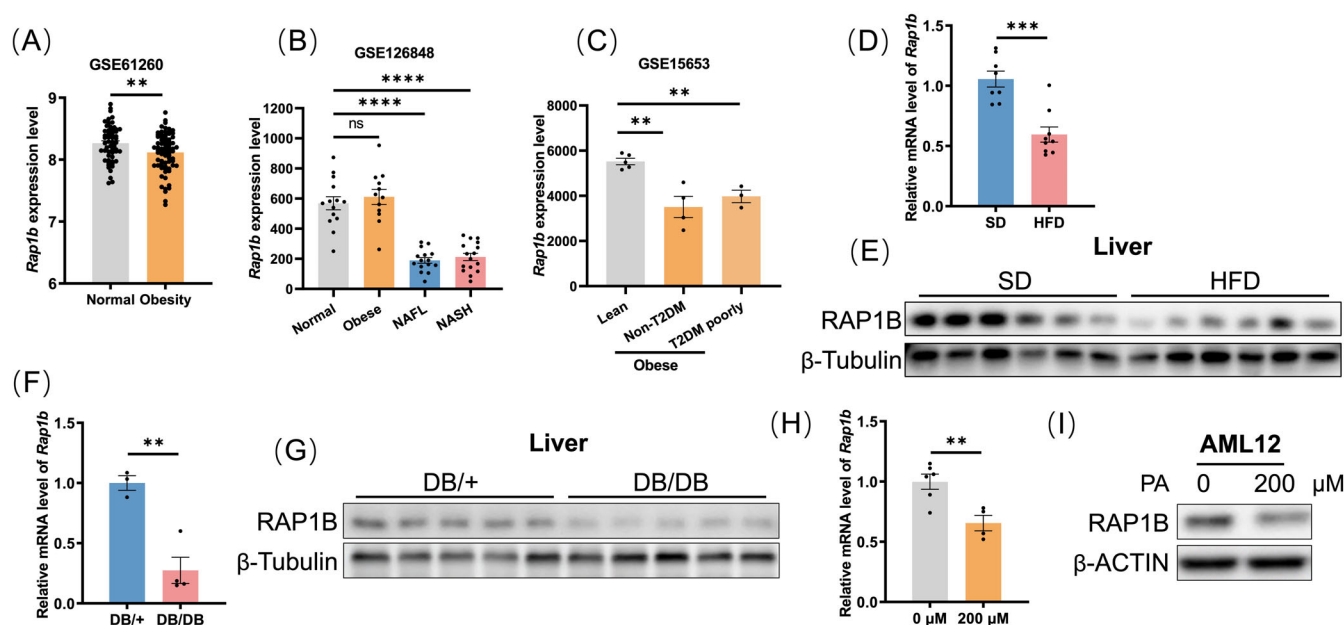 (A)
GSE61260
**
Rap1b expression level
9
8
7
6
Normal Obesity
(B)
GSE126848
****
****
ns
Rap1b expression level
1200
1000
800
600
400
200
0
Normal
Obese
NAFL
NASH
(C)
GSE15653
**
**
Rap1b expression level
8000
6000
4000
2000
0
Lean
Non-T2DM
T2DM poorly
Obese
(D)
***
Relative mRNA level of Rap1b
1.5
1.0
0.5
0.0
SD HFD
(E)
Liver
SD HFD
RAP1B
β-Tubulin
(F)
**
Relative mRNA level of Rap1b
1.5
1.0
0.5
0.0
DB/+ DB/DB
(G)
Liver
DB/+ DB/DB
RAP1B
β-Tubulin
(H)
**
Relative mRNA level of Rap1b
1.5
1.0
0.5
0.0
0 μM 200 μM
(I)
AML12
PA 0 200 μM
RAP1B
β-ACTIN